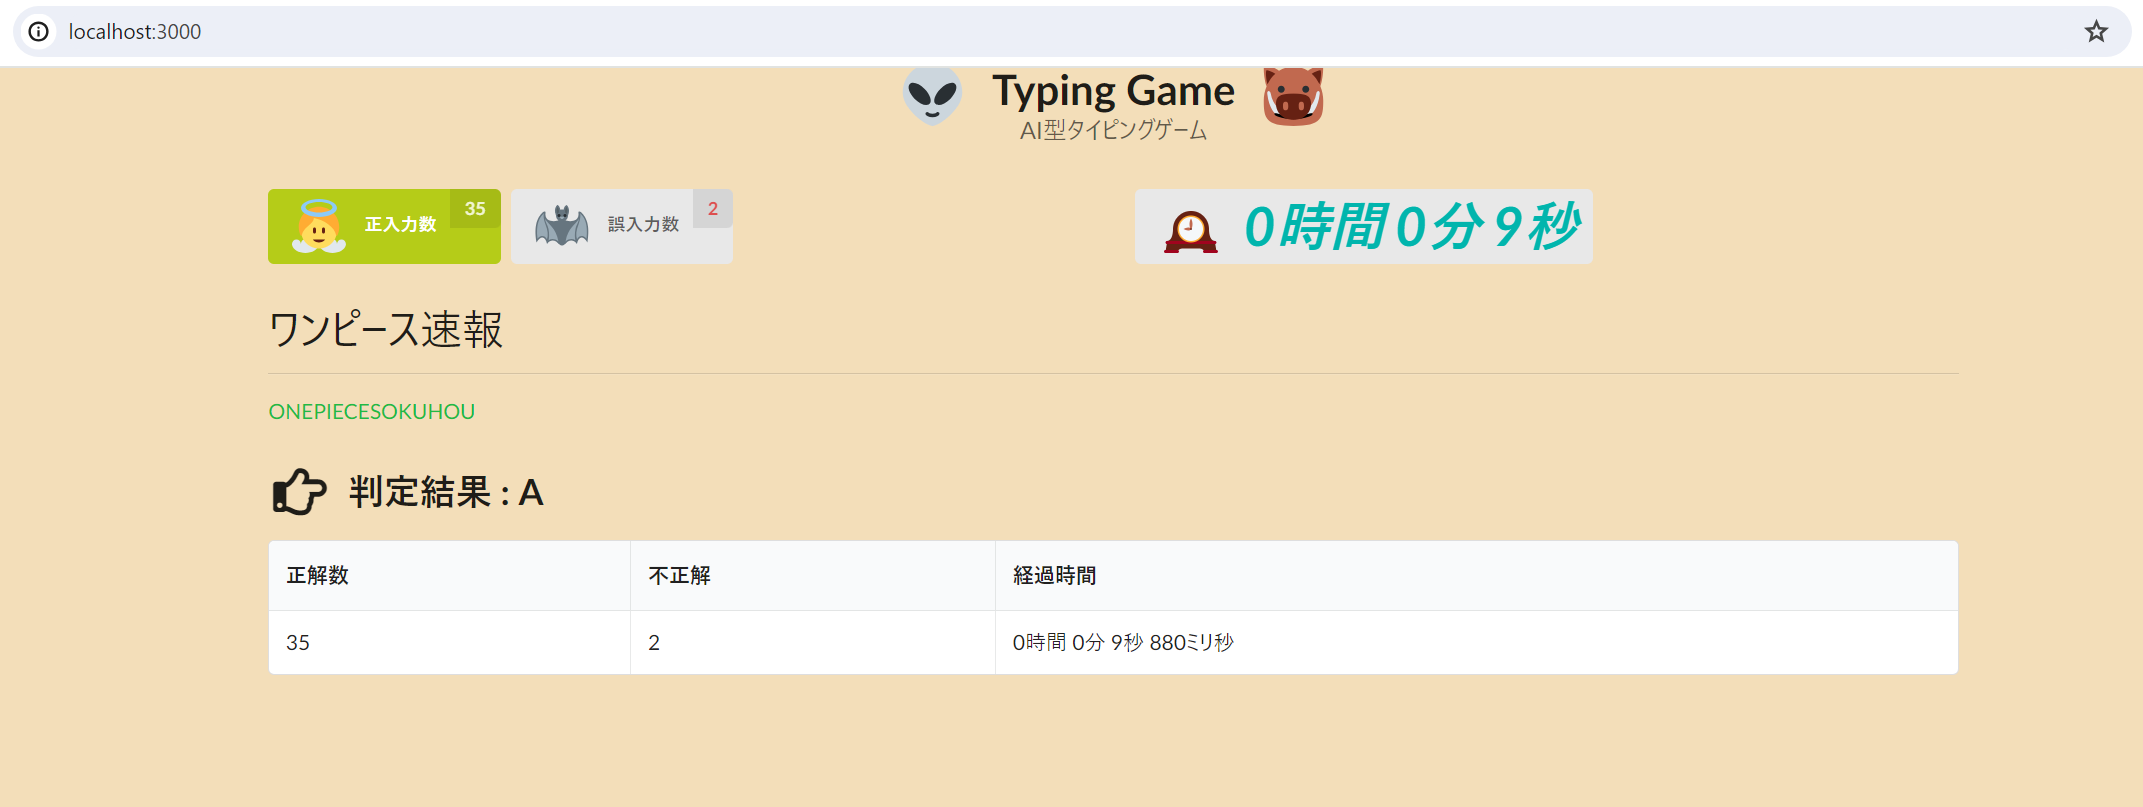 localhost:3000
Typing Game
AI型タイピングゲーム
正入力数 35
誤入力数 2
0時間 0分 9秒
ワンピース速報
ONEPIECESOKUHOU
判定結果 : A
正解数 不正解 経過時間
35 2 0時間 0分 9秒 880ミリ秒